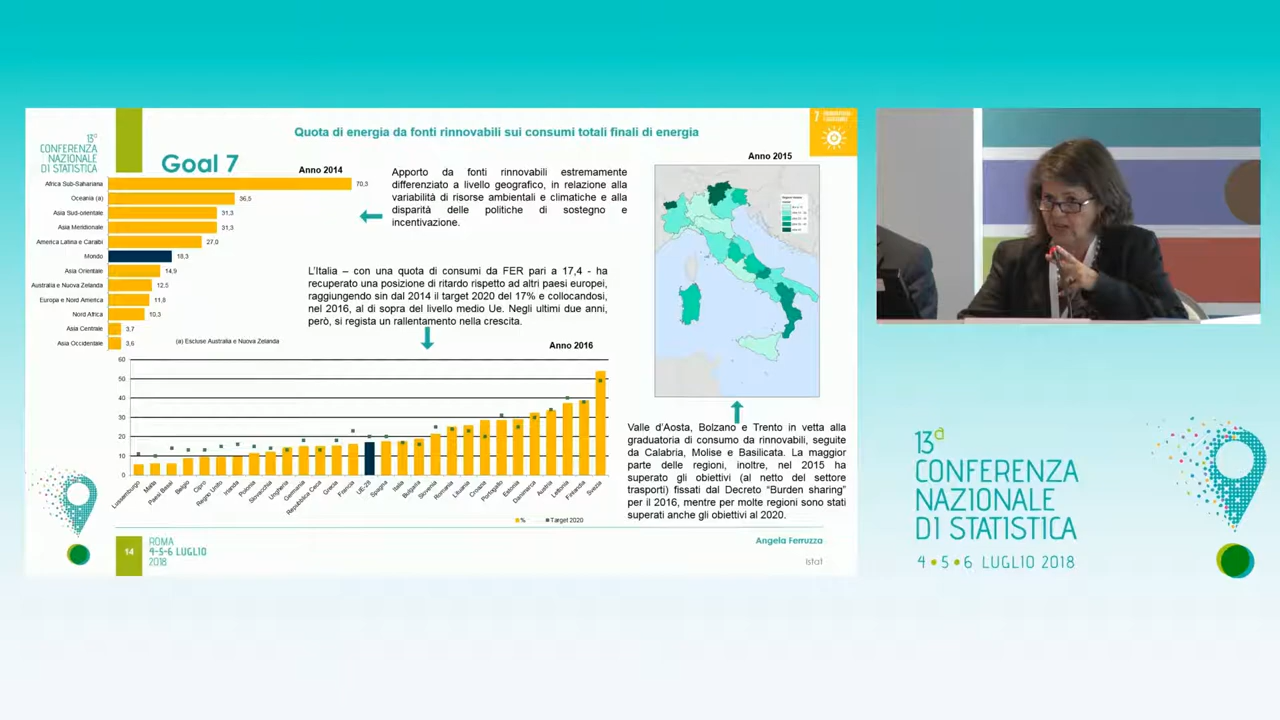 13ª
CONFERENZA
NAZIONALE
DI STATISTICA
Quota di energia da fonti rinnovabili sui consumi totali finali di energia
7
Goal 7
Anno 2014
Africa Sub-Sahariana 70,3
Oceania (a) 36,5
Asia Sud-orientale 31,3
Asia Meridionale 31,3
America Latina e Caraibi 27,0
Mondo 18,3
Asia Orientale 14,9
Australia e Nuova Zelanda 12,5
Europa e Nord America 11,8
Nord Africa 10,3
Asia Centrale 3,7
Asia Occidentale 3,6
(a) Escluse Australia e Nuova Zelanda
Apporto da fonti rinnovabili estremamente
differenziato a livello geografico, in relazione alla
variabilità di risorse ambientali e climatiche e alla
disparità delle politiche di sostegno e
incentivazione.
L'Italia – con una quota di consumi da FER pari a 17,4 - ha
recuperato una posizione di ritardo rispetto ad altri paesi europei,
raggiungendo sin dal 2014 il target 2020 del 17% e collocandosi,
nel 2016, al di sopra del livello medio Ue. Negli ultimi due anni,
però, si regista un rallentamento nella crescita.
Anno 2016
60
50
40
30
20
10
0
Lussemburgo
Malta
Paesi Bassi
Belgio
Cipro
Regno Unito
Irlanda
Polonia
Slovacchia
Ungheria
Germania
Repubblica Ceca
Grecia
Francia
UE-28
Spagna
Italia
Bulgaria
Slovenia
Romania
Lituania
Croazia
Portogallo
Estonia
Danimarca
Austria
Lettonia
Finlandia
Svezia
%
Target 2020
Anno 2015
Valle d'Aosta, Bolzano e Trento in vetta alla
graduatoria di consumo da rinnovabili, seguite
da Calabria, Molise e Basilicata. La maggior
parte delle regioni, inoltre, nel 2015 ha
superato gli obiettivi (al netto del settore
trasporti) fissati dal Decreto "Burden sharing"
per il 2016, mentre per molte regioni sono stati
superati anche gli obiettivi al 2020.
14
ROMA
4-5-6 LUGLIO
2018
Angela Ferruzza
Istat
13ª
CONFERENZA
NAZIONALE
DI STATISTICA
4 • 5 • 6 LUGLIO 2018